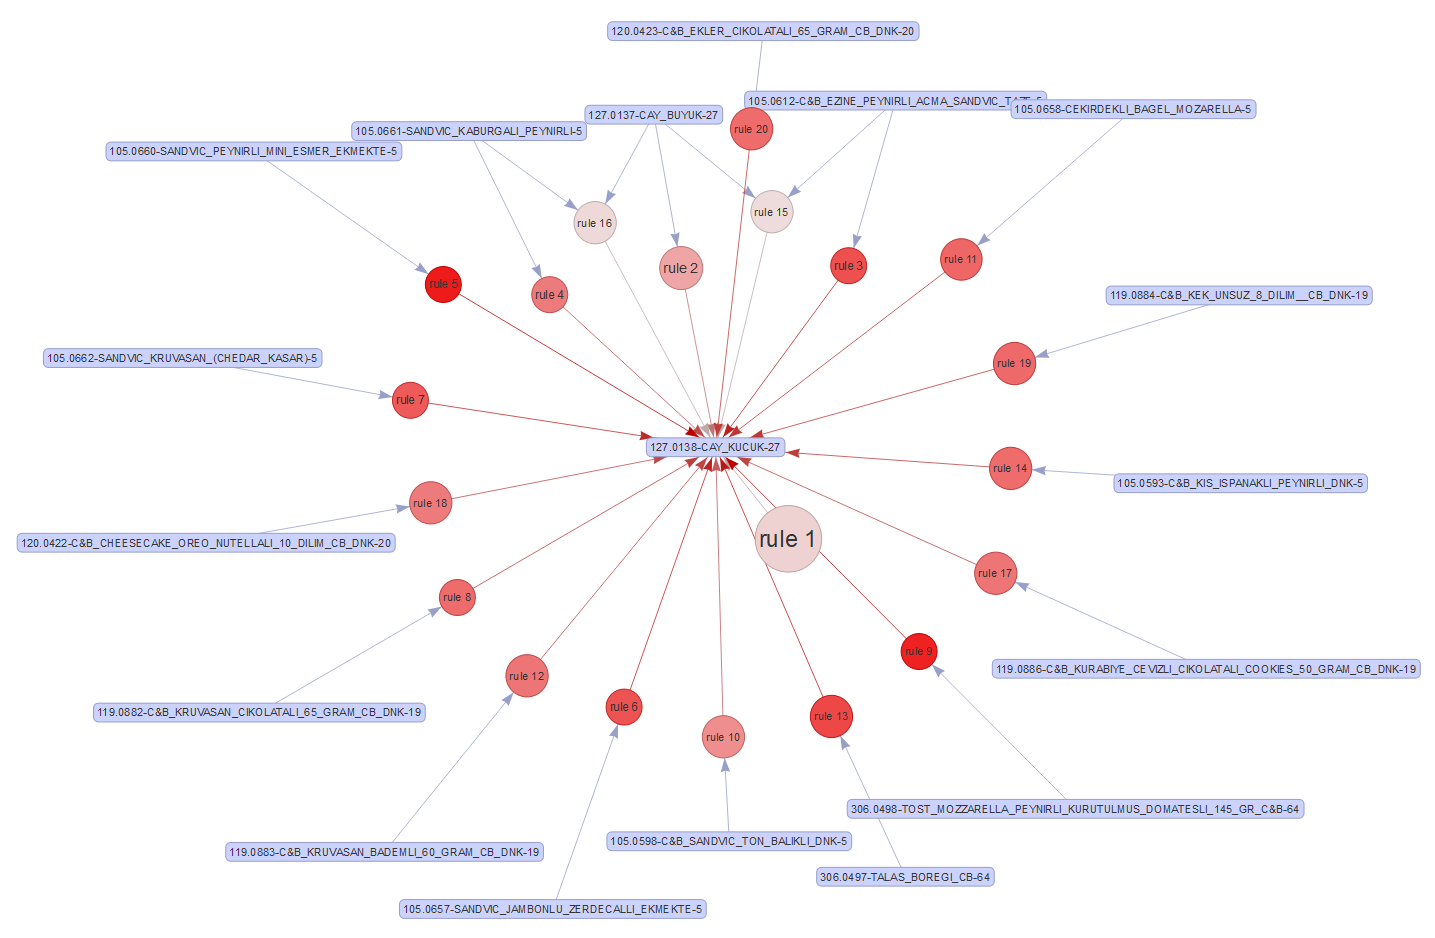 120.0423-C&B_EKLER_CIKOLATALI_65_GRAM_CB_DNK-20
105.0612-C&B_EZINE_PEYNIRLI_ACMA_SANDVIC
105.0658-CEKIRDEKLI_BAGEL_MOZARELLA-5
127.0137-CAY_BUYUK-27
rule 20
105.0661-SANDVIC_KABURGALI_PEYNIRLI-5
105.0660-SANDVIC_PEYNIRLI_MINI_ESMER_EKMEKTE-5
rule 15
rule 16
rule 11
rule 3
rule 2
rule 5
rule 4
119.0884-C&B_KEK_UNSUZ_8_DILIM__CB_DNK-19
105.0662-SANDVIC_KRUVASAN_(CHEDAR_KASAR)-5
rule 19
rule 7
127.0138-CAY_KUCUK-27
rule 14
105.0593-C&B_KIS_ISPANAKLI_PEYNIRLI_DNK-5
rule 18
120.0422-C&B_CHEESECAKE_OREO_NUTELLALI_10_DILIM_CB_DNK-20
rule 1
rule 17
rule 8
rule 9
119.0886-C&B_KURABIYE_CEVIZLI_CIKOLATALI_COOKIES_50_GRAM_CB_DNK-19
rule 12
rule 6
119.0882-C&B_KRUVASAN_CIKOLATALI_65_GRAM_CB_DNK-19
rule 13
rule 10
306.0498-TOST_MOZZARELLA_PEYNIRLI_KURUTULMUS_DOMATESLI_145_GR_C&B-64
105.0598-C&B_SANDVIC_TON_BALIKLI_DNK-5
119.0883-C&B_KRUVASAN_BADEMLI_60_GRAM_CB_DNK-19
306.0497-TALAS_BOREGI_CB-64
105.0657-SANDVIC_JAMBONLU_ZERDECALLI_EKMEKTE-5